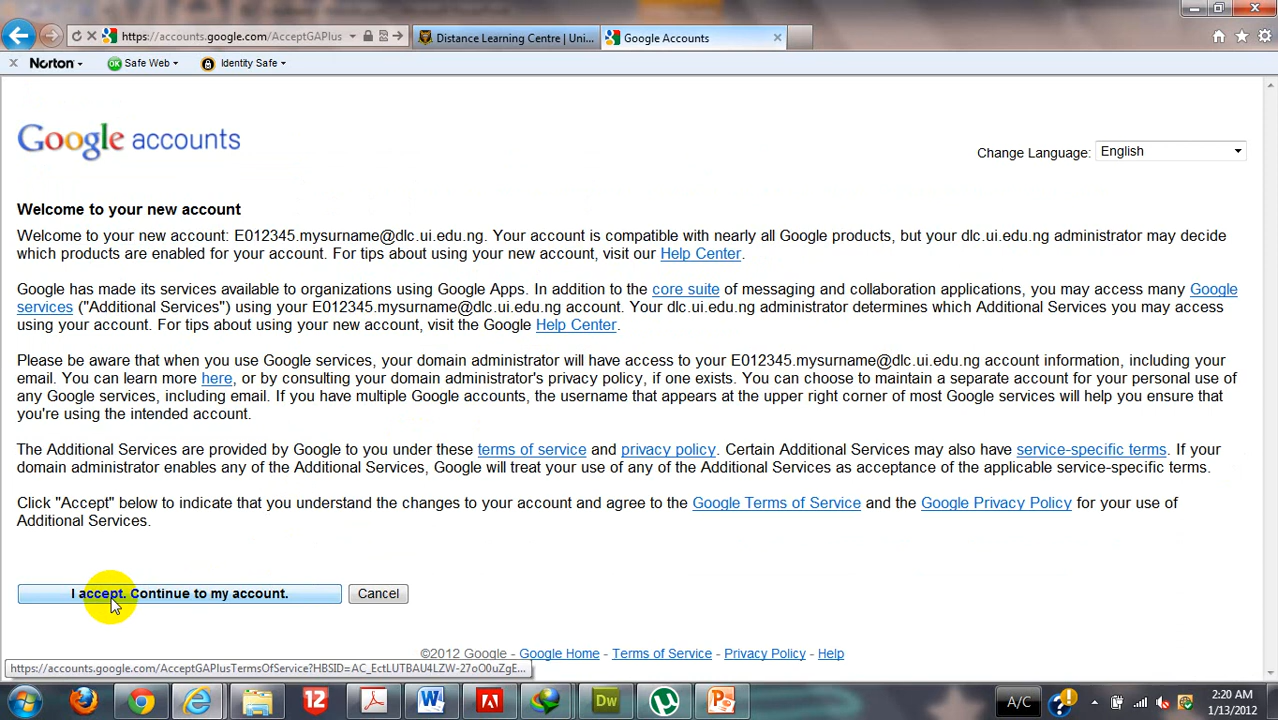 https://accounts.google.com/AcceptGAPlus
Distance Learning Centre | Uni...
Google Accounts
Norton
OK Safe Web
Identity Safe
Google accounts
Change Language: English
Welcome to your new account
Welcome to your new account: E012345.mysurname@dlc.ui.edu.ng. Your account is compatible with nearly all Google products, but your dlc.ui.edu.ng administrator may decide
which products are enabled for your account. For tips about using your new account, visit our Help Center.
Google has made its services available to organizations using Google Apps. In addition to the core suite of messaging and collaboration applications, you may access many Google
services ("Additional Services") using your E012345.mysurname@dlc.ui.edu.ng account. Your dlc.ui.edu.ng administrator determines which Additional Services you may access
using your account. For tips about using your new account, visit the Google Help Center.
Please be aware that when you use Google services, your domain administrator will have access to your E012345.mysurname@dlc.ui.edu.ng account information, including your
email. You can learn more here, or by consulting your domain administrator's privacy policy, if one exists. You can choose to maintain a separate account for your personal use of
any Google services, including email. If you have multiple Google accounts, the username that appears at the upper right corner of most Google services will help you ensure that
you're using the intended account.
The Additional Services are provided by Google to you under these terms of service and privacy policy. Certain Additional Services may also have service-specific terms. If your
domain administrator enables any of the Additional Services, Google will treat your use of any of the Additional Services as acceptance of the applicable service-specific terms.
Click "Accept" below to indicate that you understand the changes to your account and agree to the Google Terms of Service and the Google Privacy Policy for your use of
Additional Services.
I accept. Continue to my account.
Cancel
©2012 Google - Google Home - Terms of Service - Privacy Policy - Help
https://accounts.google.com/AcceptGAPlusTermsOfService?HBSID=AC_EctLUTBAU4LZW-27oO0uZgE...
12
Dw
A/C
2:20 AM
1/13/2012